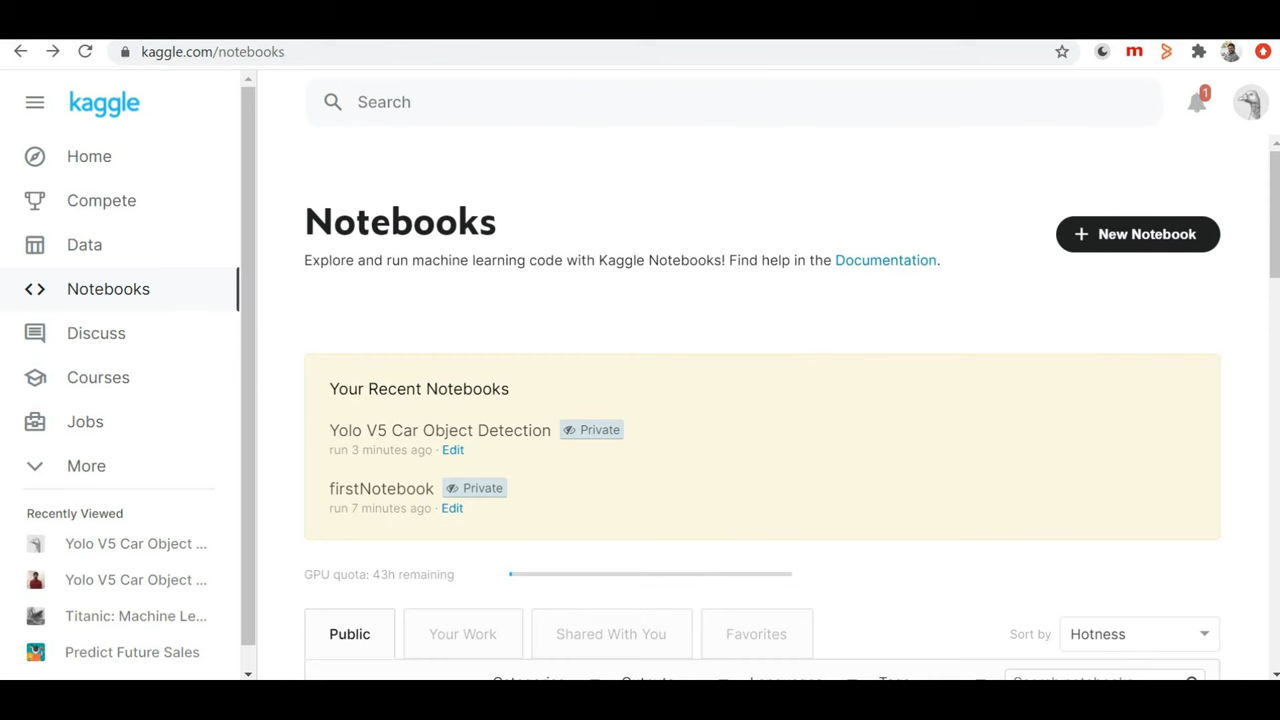 kaggle.com/notebooks
m
kaggle
Search
1
Home
Compete
Data
Notebooks
Discuss
Courses
Jobs
More
Recently Viewed
Yolo V5 Car Object ...
Yolo V5 Car Object ...
Titanic: Machine Le...
Predict Future Sales
Notebooks
+ New Notebook
Explore and run machine learning code with Kaggle Notebooks! Find help in the Documentation.
Your Recent Notebooks
Yolo V5 Car Object Detection Private
run 3 minutes ago · Edit
firstNotebook Private
run 7 minutes ago · Edit
GPU quota: 43h remaining
Public
Your Work
Shared With You
Favorites
Sort by Hotness